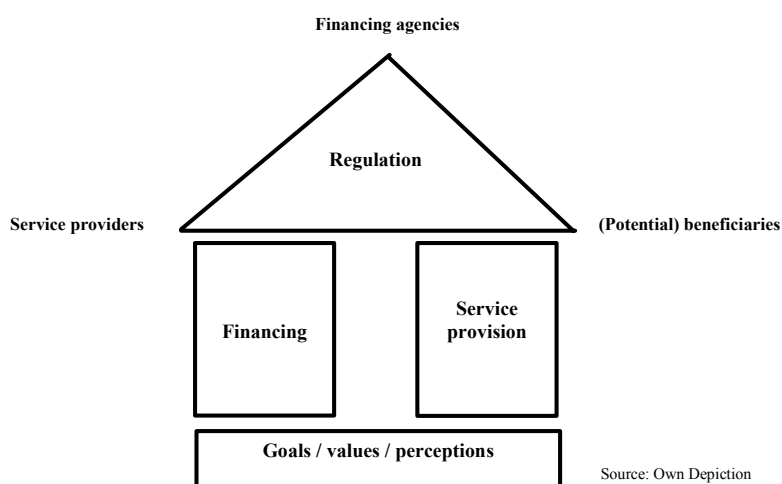 Financing agencies
Regulation
Service providers
(Potential) beneficiaries
Financing
Service
provision
Goals / values / perceptions
Source: Own Depiction